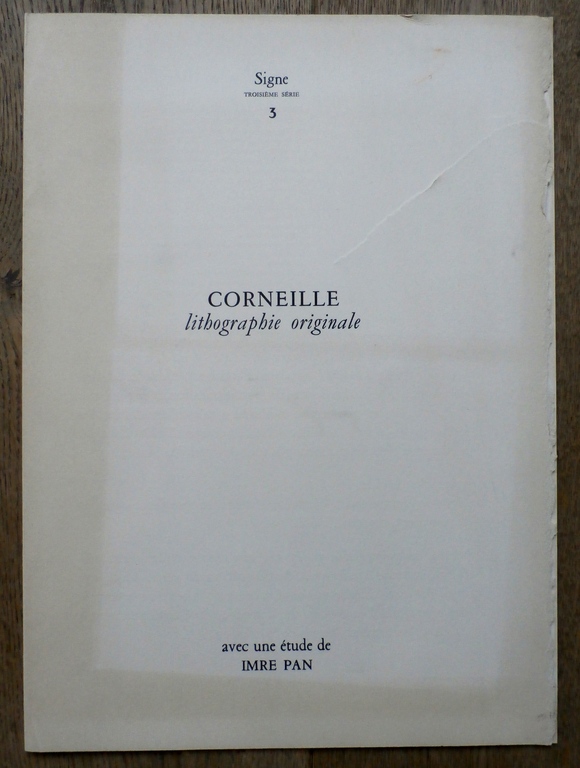 Signe
TROISIÈME SÉRIE
3
CORNEILLE
lithographie originale
avec une étude de
IMRE PAN